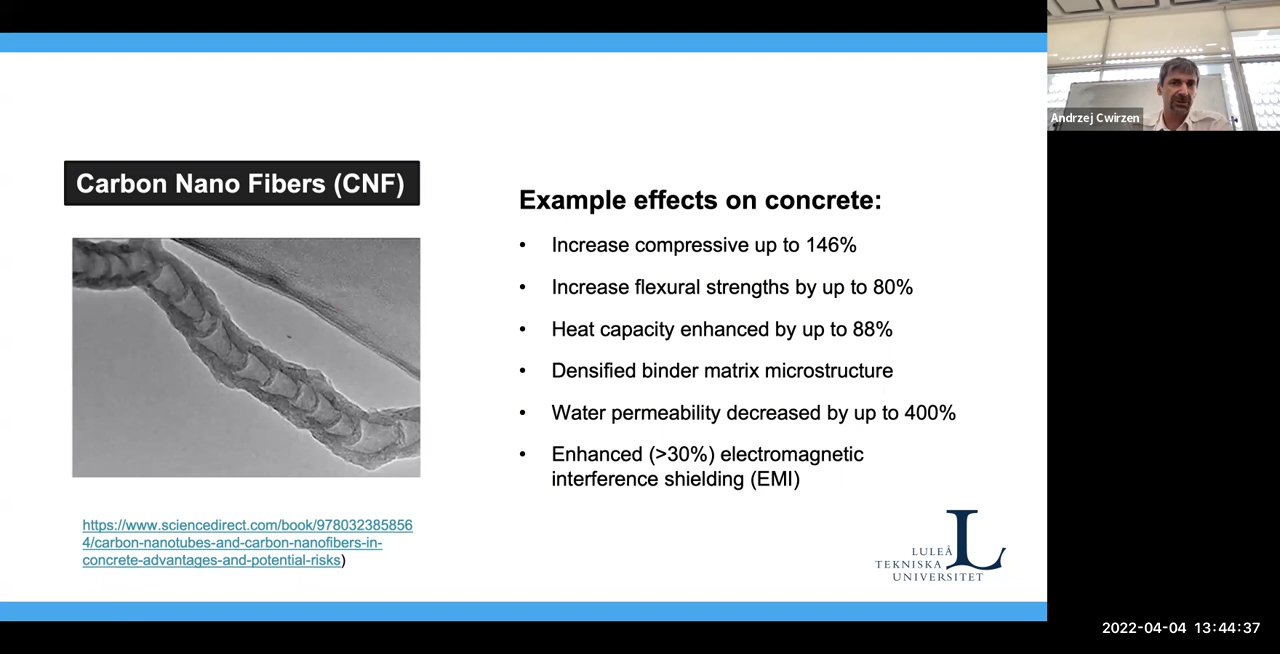 Andrzej Cwirzen
Carbon Nano Fibers (CNF)
Example effects on concrete:
• Increase compressive up to 146%
• Increase flexural strengths by up to 80%
• Heat capacity enhanced by up to 88%
• Densified binder matrix microstructure
• Water permeability decreased by up to 400%
• Enhanced (>30%) electromagnetic
interference shielding (EMI)
https://www.sciencedirect.com/book/978032385856
4/carbon-nanotubes-and-carbon-nanofibers-in-
concrete-advantages-and-potential-risks)
LULEÅ
TEKNISKA
UNIVERSITET
L
2022-04-04 13:44:37